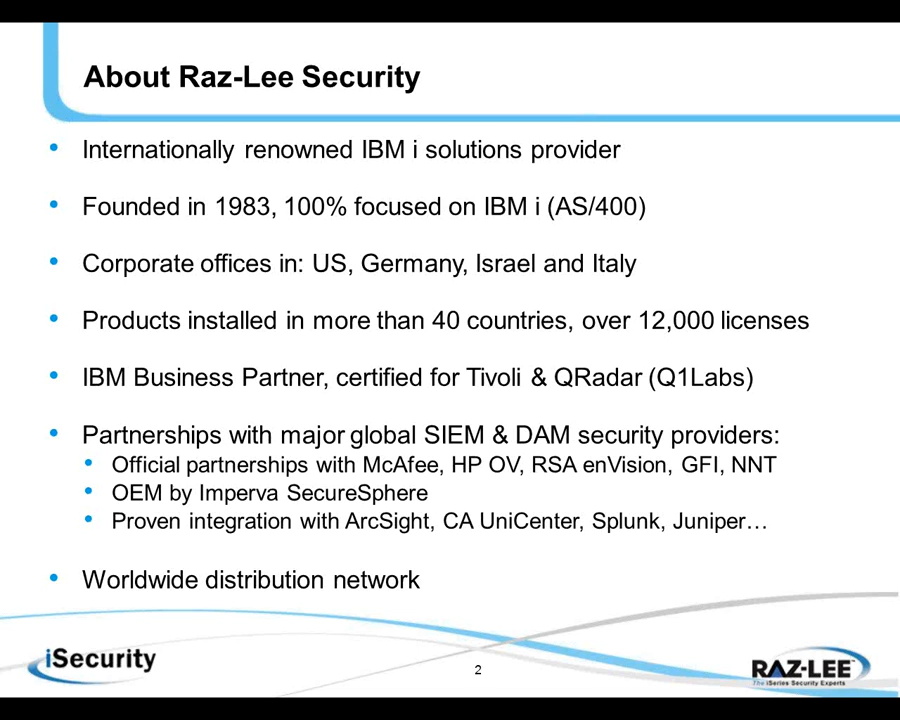 About Raz-Lee Security
• Internationally renowned IBM i solutions provider
• Founded in 1983, 100% focused on IBM i (AS/400)
• Corporate offices in: US, Germany, Israel and Italy
• Products installed in more than 40 countries, over 12,000 licenses
• IBM Business Partner, certified for Tivoli & QRadar (Q1Labs)
• Partnerships with major global SIEM & DAM security providers:
• Official partnerships with McAfee, HP OV, RSA enVision, GFI, NNT
• OEM by Imperva SecureSphere
• Proven integration with ArcSight, CA UniCenter, Splunk, Juniper…
• Worldwide distribution network
iSecurity
2
RAZ-LEE™
The iSeries Security Experts